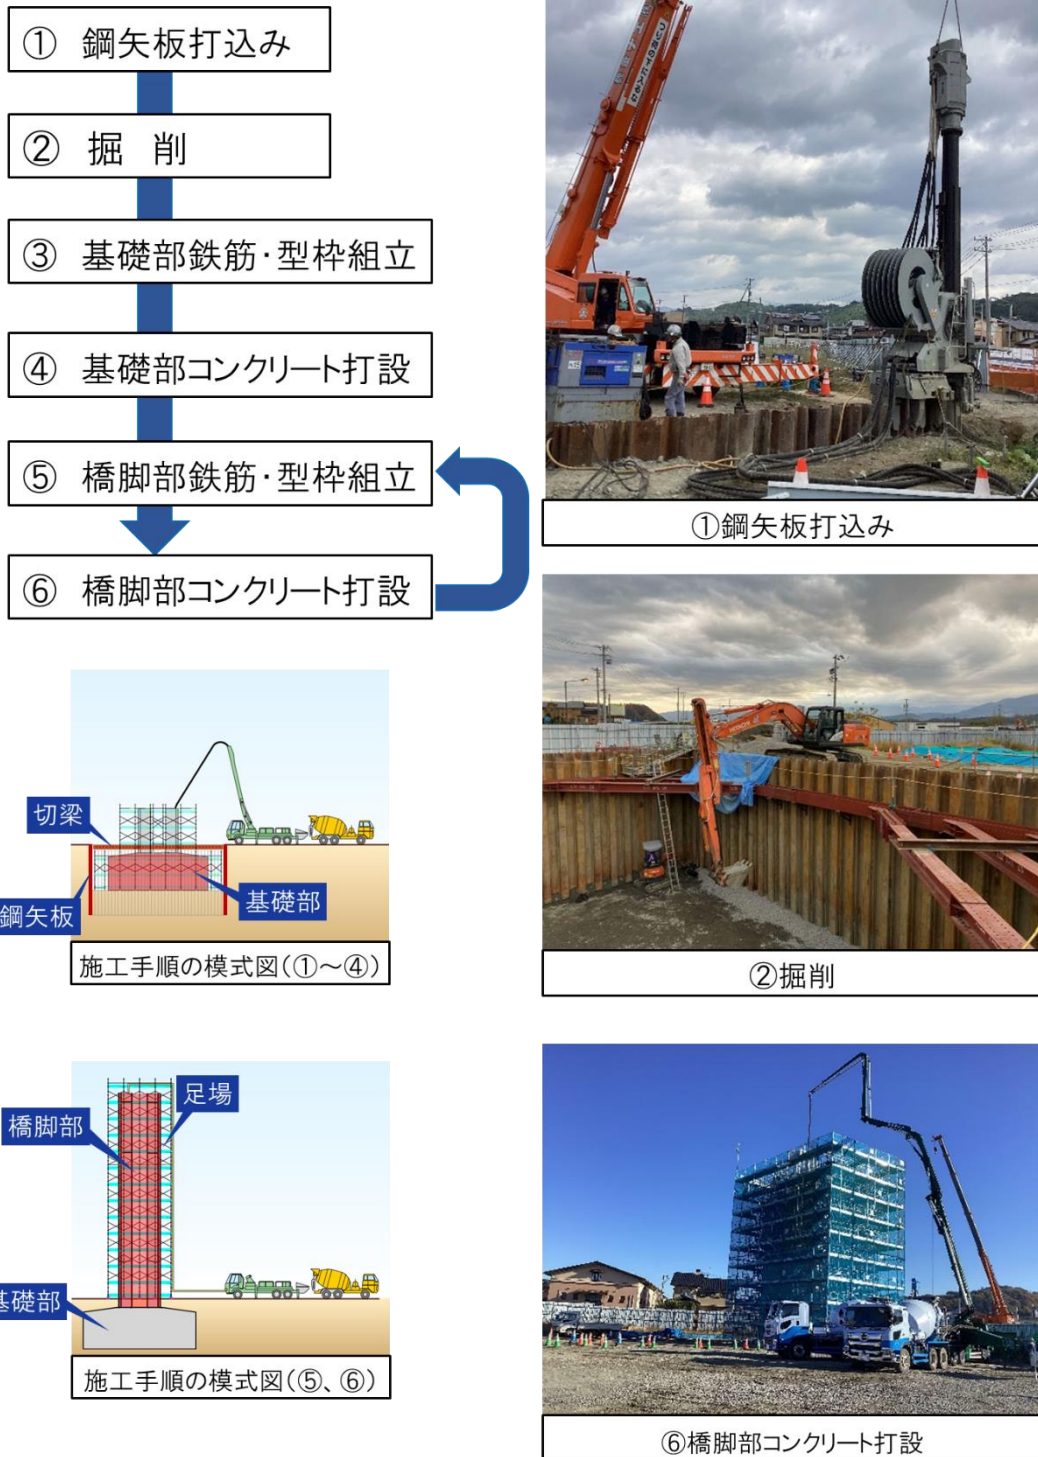 ① 鋼矢板打込み
② 掘 削
③ 基礎部鉄筋・型枠組立
④ 基礎部コンクリート打設
⑤ 橋脚部鉄筋・型枠組立
⑥ 橋脚部コンクリート打設
切梁
鋼矢板
基礎部
施工手順の模式図(①～④)
橋脚部
足場
基礎部
施工手順の模式図(⑤、⑥)
①鋼矢板打込み
HITACHI
②掘削
⑥橋脚部コンクリート打設